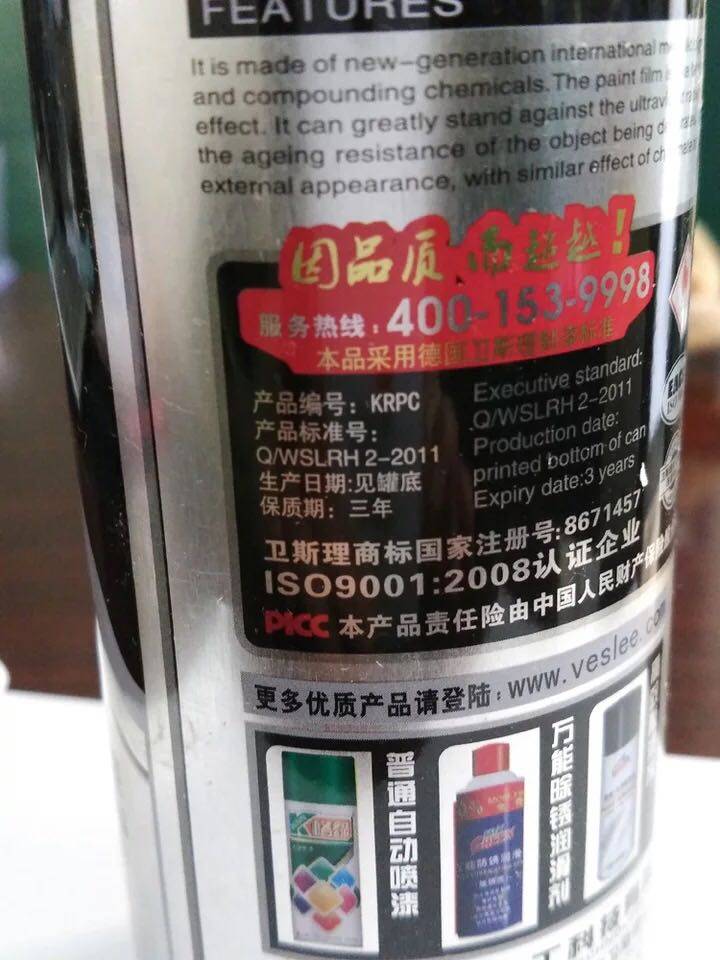 FEATURES
It is made of new-generation international
and compounding chemicals. The paint film
effect. It can greatly stand against the
the ageing resistance of the object being
external appearance, with similar effect of
因品质 而超越!
服务热线:400-153-9998
本品采用德国卫斯理制漆标准
产品编号: KRPC
产品标准号:
Q/WSLRH 2-2011
生产日期:见罐底
保质期: 三年
Executive standard:
Q/WSLRH 2-2011
Production date:
printed bottom of can
Expiry date:3 years
卫斯理商标国家注册号:8671457
ISO9001:2008认证企业
PICC 本产品责任险由中国人民财产保险
更多优质产品请登陆:www.veslee.co
普通自动喷漆
万能除锈润滑剂